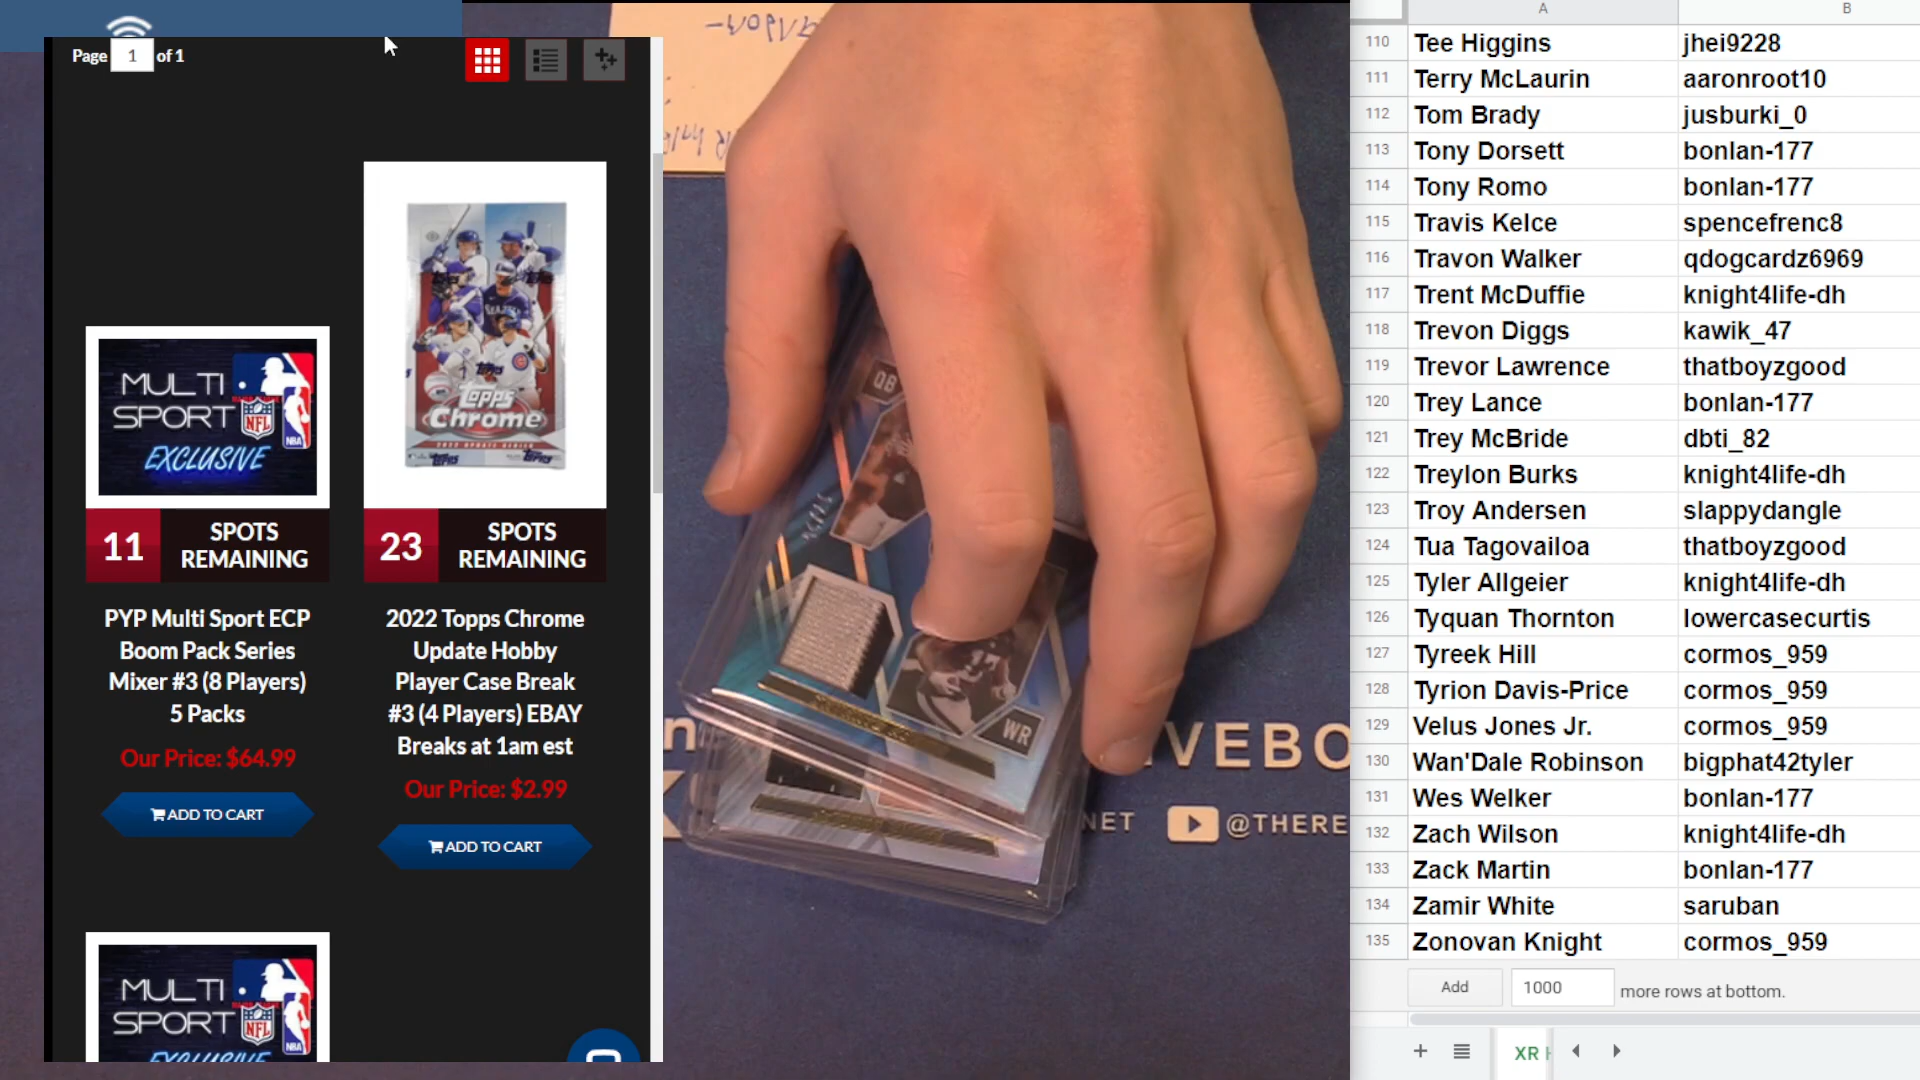 Page 1 of 1
MULTI
SPORT
NFL
NBA
EXCLUSIVE
Topps
Chrome
11 SPOTS
REMAINING
23 SPOTS
REMAINING
PYP Multi Sport ECP
Boom Pack Series
Mixer #3 (8 Players)
5 Packs
Our Price: $64.99
ADD TO CART
2022 Topps Chrome
Update Hobby
Player Case Break
#3 (4 Players) EBAY
Breaks at 1am est
Our Price: $2.99
ADD TO CART
MULTI
SPORT
NFL
NBA
EXCLUSIVE
QB
WR
VEBO
NET
@THERE
A B
110 Tee Higgins jhei9228
111 Terry McLaurin aaronroot10
112 Tom Brady jusburki_0
113 Tony Dorsett bonlan-177
114 Tony Romo bonlan-177
115 Travis Kelce spencefrenc8
116 Travon Walker qdogcardz6969
117 Trent McDuffie knight4life-dh
118 Trevon Diggs kawik_47
119 Trevor Lawrence thatboyzgood
120 Trey Lance bonlan-177
121 Trey McBride dbti_82
122 Treylon Burks knight4life-dh
123 Troy Andersen slappydangle
124 Tua Tagovailoa thatboyzgood
125 Tyler Allgeier knight4life-dh
126 Tyquan Thornton lowercasecurtis
127 Tyreek Hill cormos_959
128 Tyrion Davis-Price cormos_959
129 Velus Jones Jr. cormos_959
130 Wan'Dale Robinson bigphat42tyler
131 Wes Welker bonlan-177
132 Zach Wilson knight4life-dh
133 Zack Martin bonlan-177
134 Zamir White saruban
135 Zonovan Knight cormos_959
Add 1000 more rows at bottom.
XR